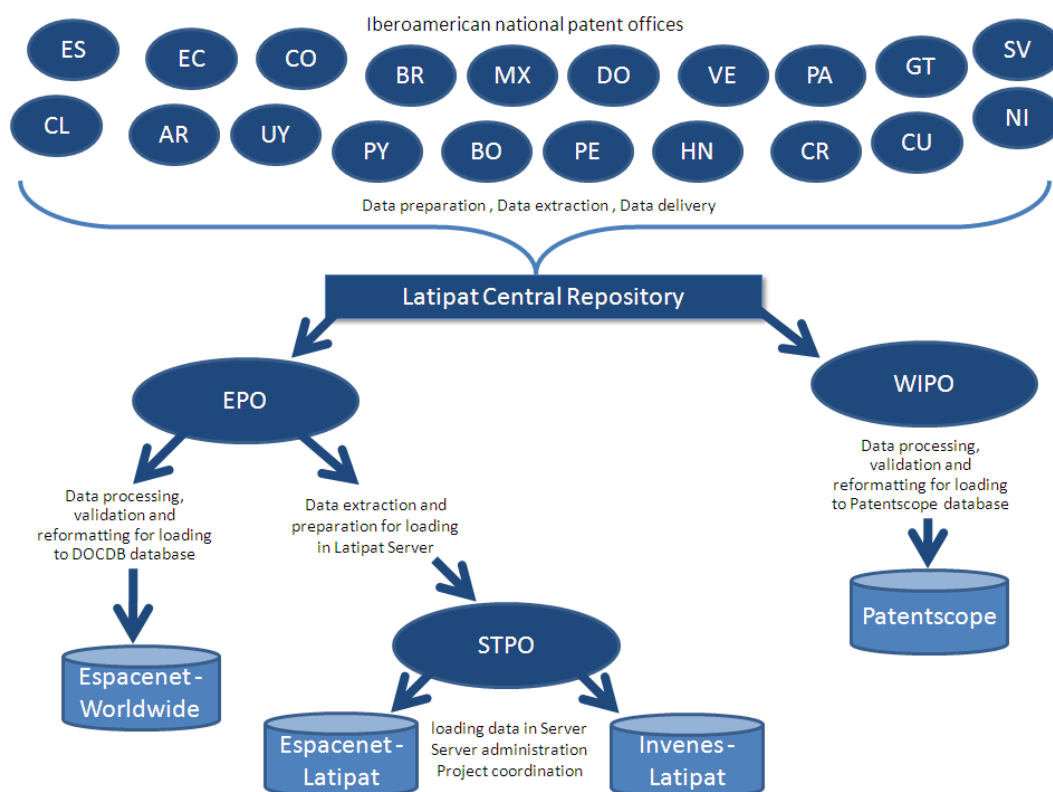 Iberoamerican national patent offices
ES
EC
CO
BR
MX
DO
VE
PA
GT
SV
CL
AR
UY
PY
BO
PE
HN
CR
CU
NI
Data preparation , Data extraction , Data delivery
Latipat Central Repository
EPO
WIPO
Data processing,
validation and
reformatting for loading
to DOCDB database
Data extraction and
preparation for loading
in Latipat Server
Data processing,
validation and
reformatting for loading
to Patentscope database
Patentscope
STPO
Espacenet -
Worldwide
Espacenet -
Latipat
loading data in Server
Server administration
Project coordination
Invenes -
Latipat